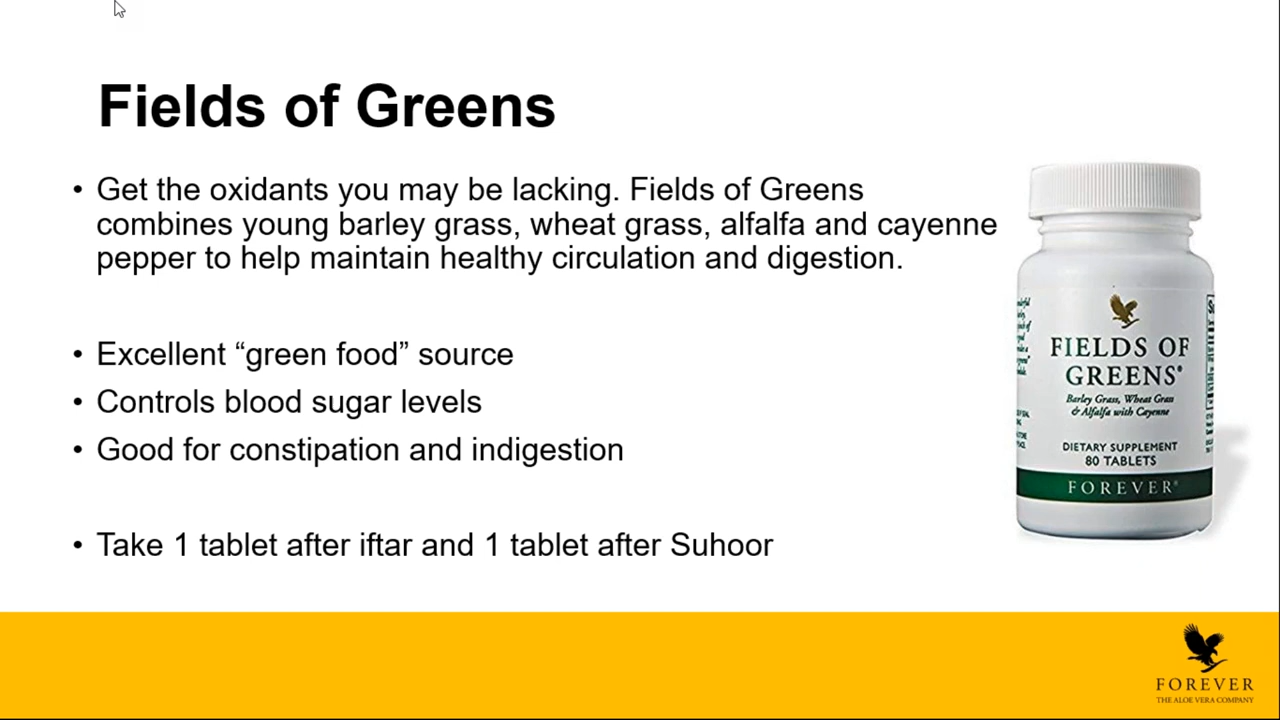 Fields of Greens
• Get the oxidants you may be lacking. Fields of Greens
combines young barley grass, wheat grass, alfalfa and cayenne
pepper to help maintain healthy circulation and digestion.
• Excellent “green food” source
• Controls blood sugar levels
• Good for constipation and indigestion
• Take 1 tablet after iftar and 1 tablet after Suhoor
FIELDS OF
GREENS®
Barley Grass, Wheat Grass
& Alfalfa with Cayenne
DIETARY SUPPLEMENT
80 TABLETS
FOREVER®
FOREVER
THE ALOE VERA COMPANY